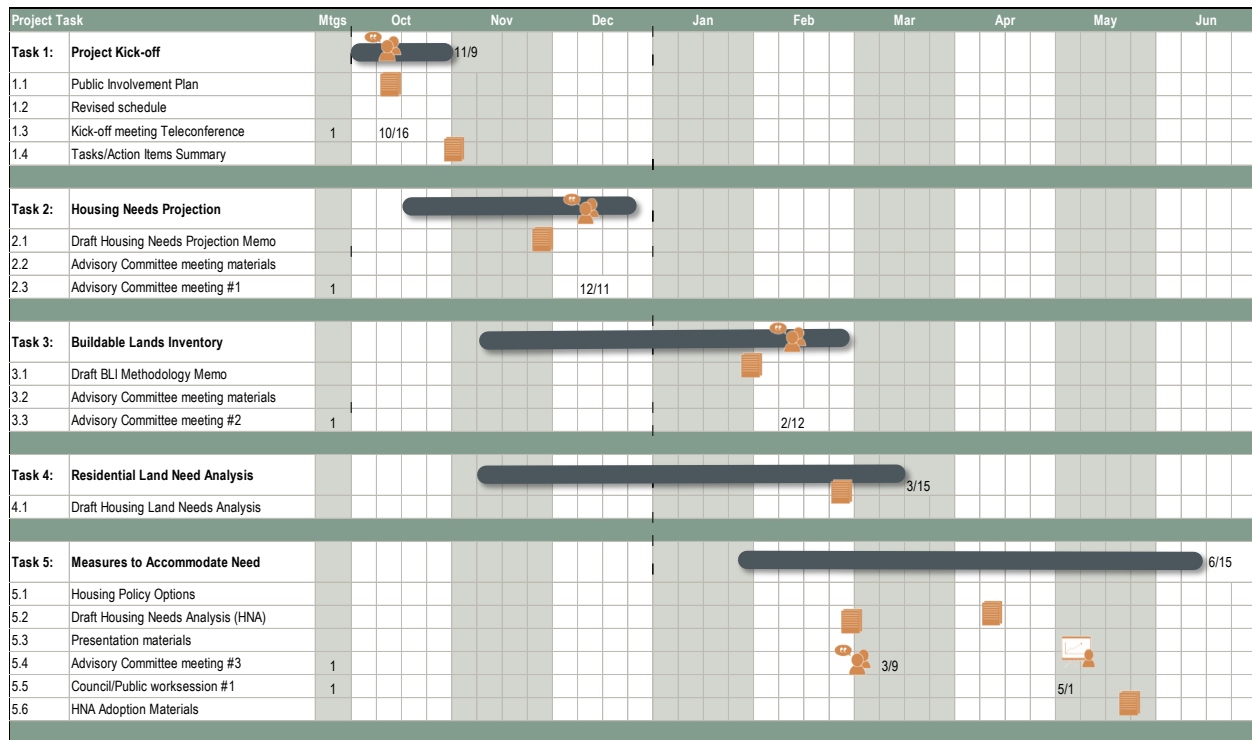 Project Task Mtgs Oct Nov Dec Jan Feb Mar Apr May Jun
Task 1: Project Kick-off 11/9
1.1 Public Involvement Plan
1.2 Revised schedule
1.3 Kick-off meeting Teleconference 1 10/16
1.4 Tasks/Action Items Summary
Task 2: Housing Needs Projection
2.1 Draft Housing Needs Projection Memo
2.2 Advisory Committee meeting materials
2.3 Advisory Committee meeting #1 1 12/11
Task 3: Buildable Lands Inventory
3.1 Draft BLI Methodology Memo
3.2 Advisory Committee meeting materials
3.3 Advisory Committee meeting #2 1 2/12
Task 4: Residential Land Need Analysis 3/15
4.1 Draft Housing Land Needs Analysis
Task 5: Measures to Accommodate Need 6/15
5.1 Housing Policy Options
5.2 Draft Housing Needs Analysis (HNA)
5.3 Presentation materials
5.4 Advisory Committee meeting #3 1 3/9
5.5 Council/Public worksession #1 1 5/1
5.6 HNA Adoption Materials